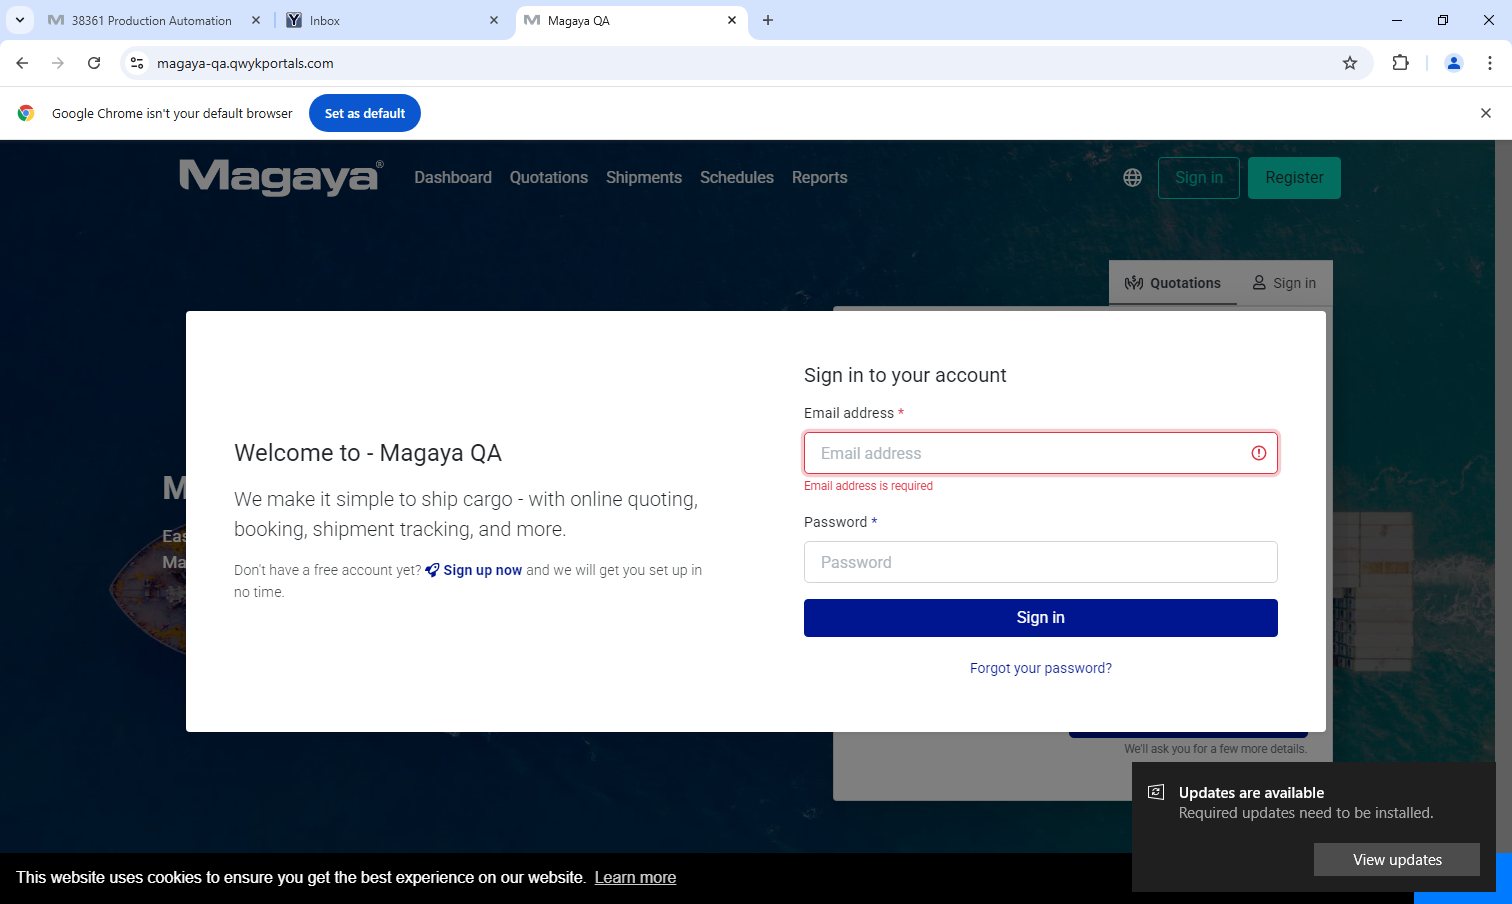 38361 Production Automation
Inbox
Magaya QA
magaya-qa.qwykportals.com
Google Chrome isn't your default browser
Set as default
Magaya®
Dashboard
Quotations
Shipments
Schedules
Reports
Sign in
Register
Quotations
Sign in
Sign in to your account
Email address *
Email address
Email address is required
Password *
Password
Sign in
Forgot your password?
Welcome to - Magaya QA
We make it simple to ship cargo - with online quoting,
booking, shipment tracking, and more.
Don't have a free account yet? Sign up now and we will get you set up in
no time.
M
Eas
Ma
We'll ask you for a few more details.
Updates are available
Required updates need to be installed.
View updates
This website uses cookies to ensure you get the best experience on our website. Learn more